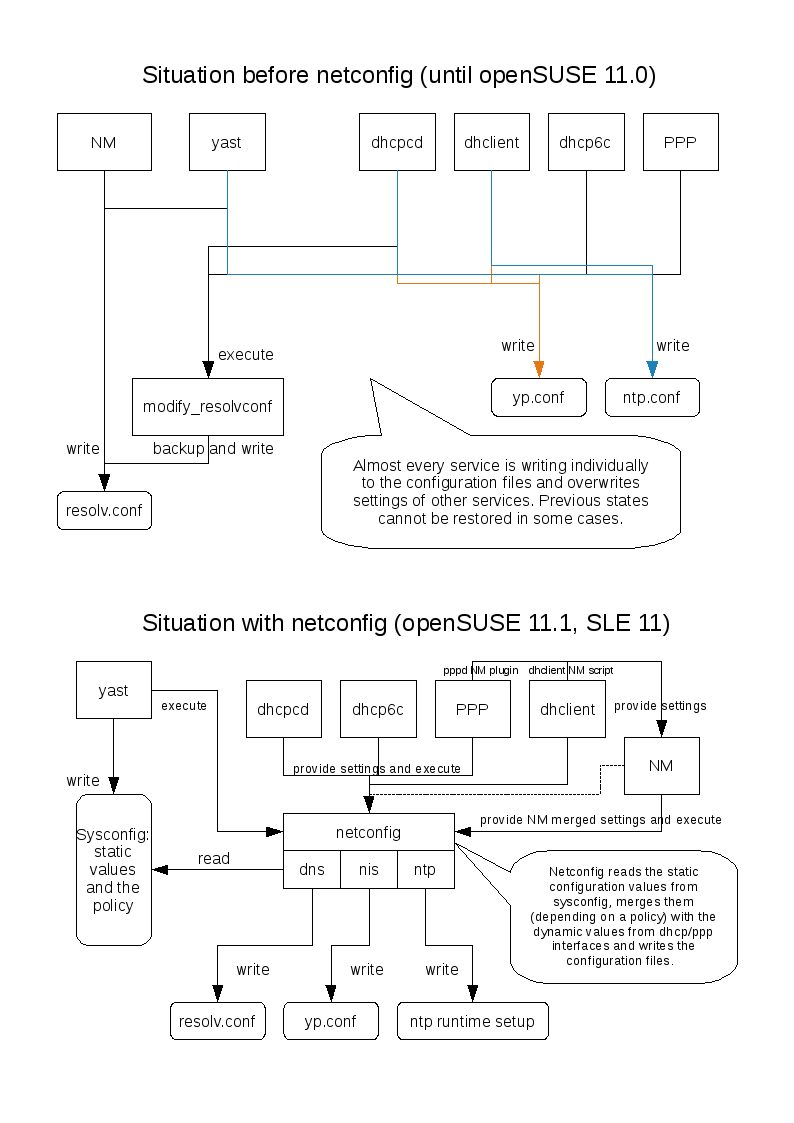 Situation before netconfig (until openSUSE 11.0)
NM
yast
dhcpcd
dhclient
dhcp6c
PPP
write
write
execute
modify_resolvconf
yp.conf
ntp.conf
write
backup and write
Almost every service is writing individually
to the configuration files and overwrites
settings of other services. Previous states
cannot be restored in some cases.
resolv.conf
Situation with netconfig (openSUSE 11.1, SLE 11)
pppd NM plugin
dhclient NM script
yast
execute
dhcpcd
dhcp6c
PPP
dhclient
provide settings
NM
provide settings and execute
write
provide NM merged settings and execute
Sysconfig:
static
values
and the
policy
netconfig
read
dns
nis
ntp
Netconfig reads the static
configuration values from
sysconfig, merges them
(depending on a policy) with the
dynamic values from dhcp/ppp
interfaces and writes the
configuration files.
write
write
write
resolv.conf
yp.conf
ntp runtime setup